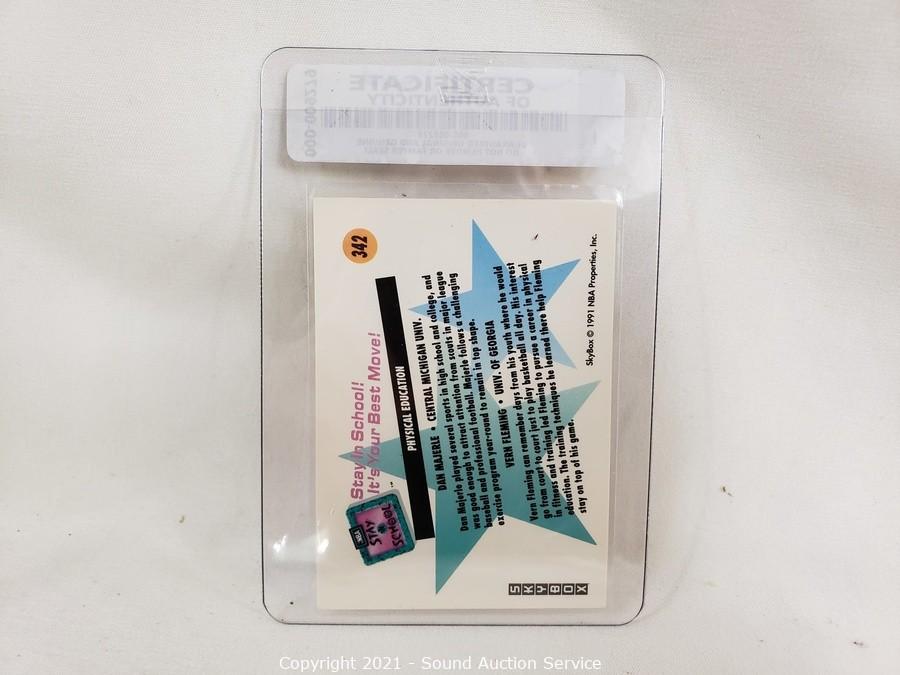 CERTIFICATE
OF AUTHENTICITY
000-009279
342
Stay In School!
It's Your Best Move!
NBA
STAY
IN
SCHOOL
PHYSICAL EDUCATION
DAN MAJERLE • CENTRAL MICHIGAN UNIV.
Dan Majerle played several sports in high school and college, and
was good enough to attract attention from scouts in major league
baseball and professional football. Majerle follows a challenging
exercise program year-round to remain in top shape.
VERN FLEMING • UNIV. OF GEORGIA
Vern Fleming can remember days from his youth where he would
go from court to court just to play basketball all day. His interest
in fitness and training led Fleming to pursue a career in physical
education. The training techniques he learned there help Fleming
stay on top of his game.
SKYBOX
SkyBox © 1991 NBA Properties, Inc.
Copyright 2021 - Sound Auction Service